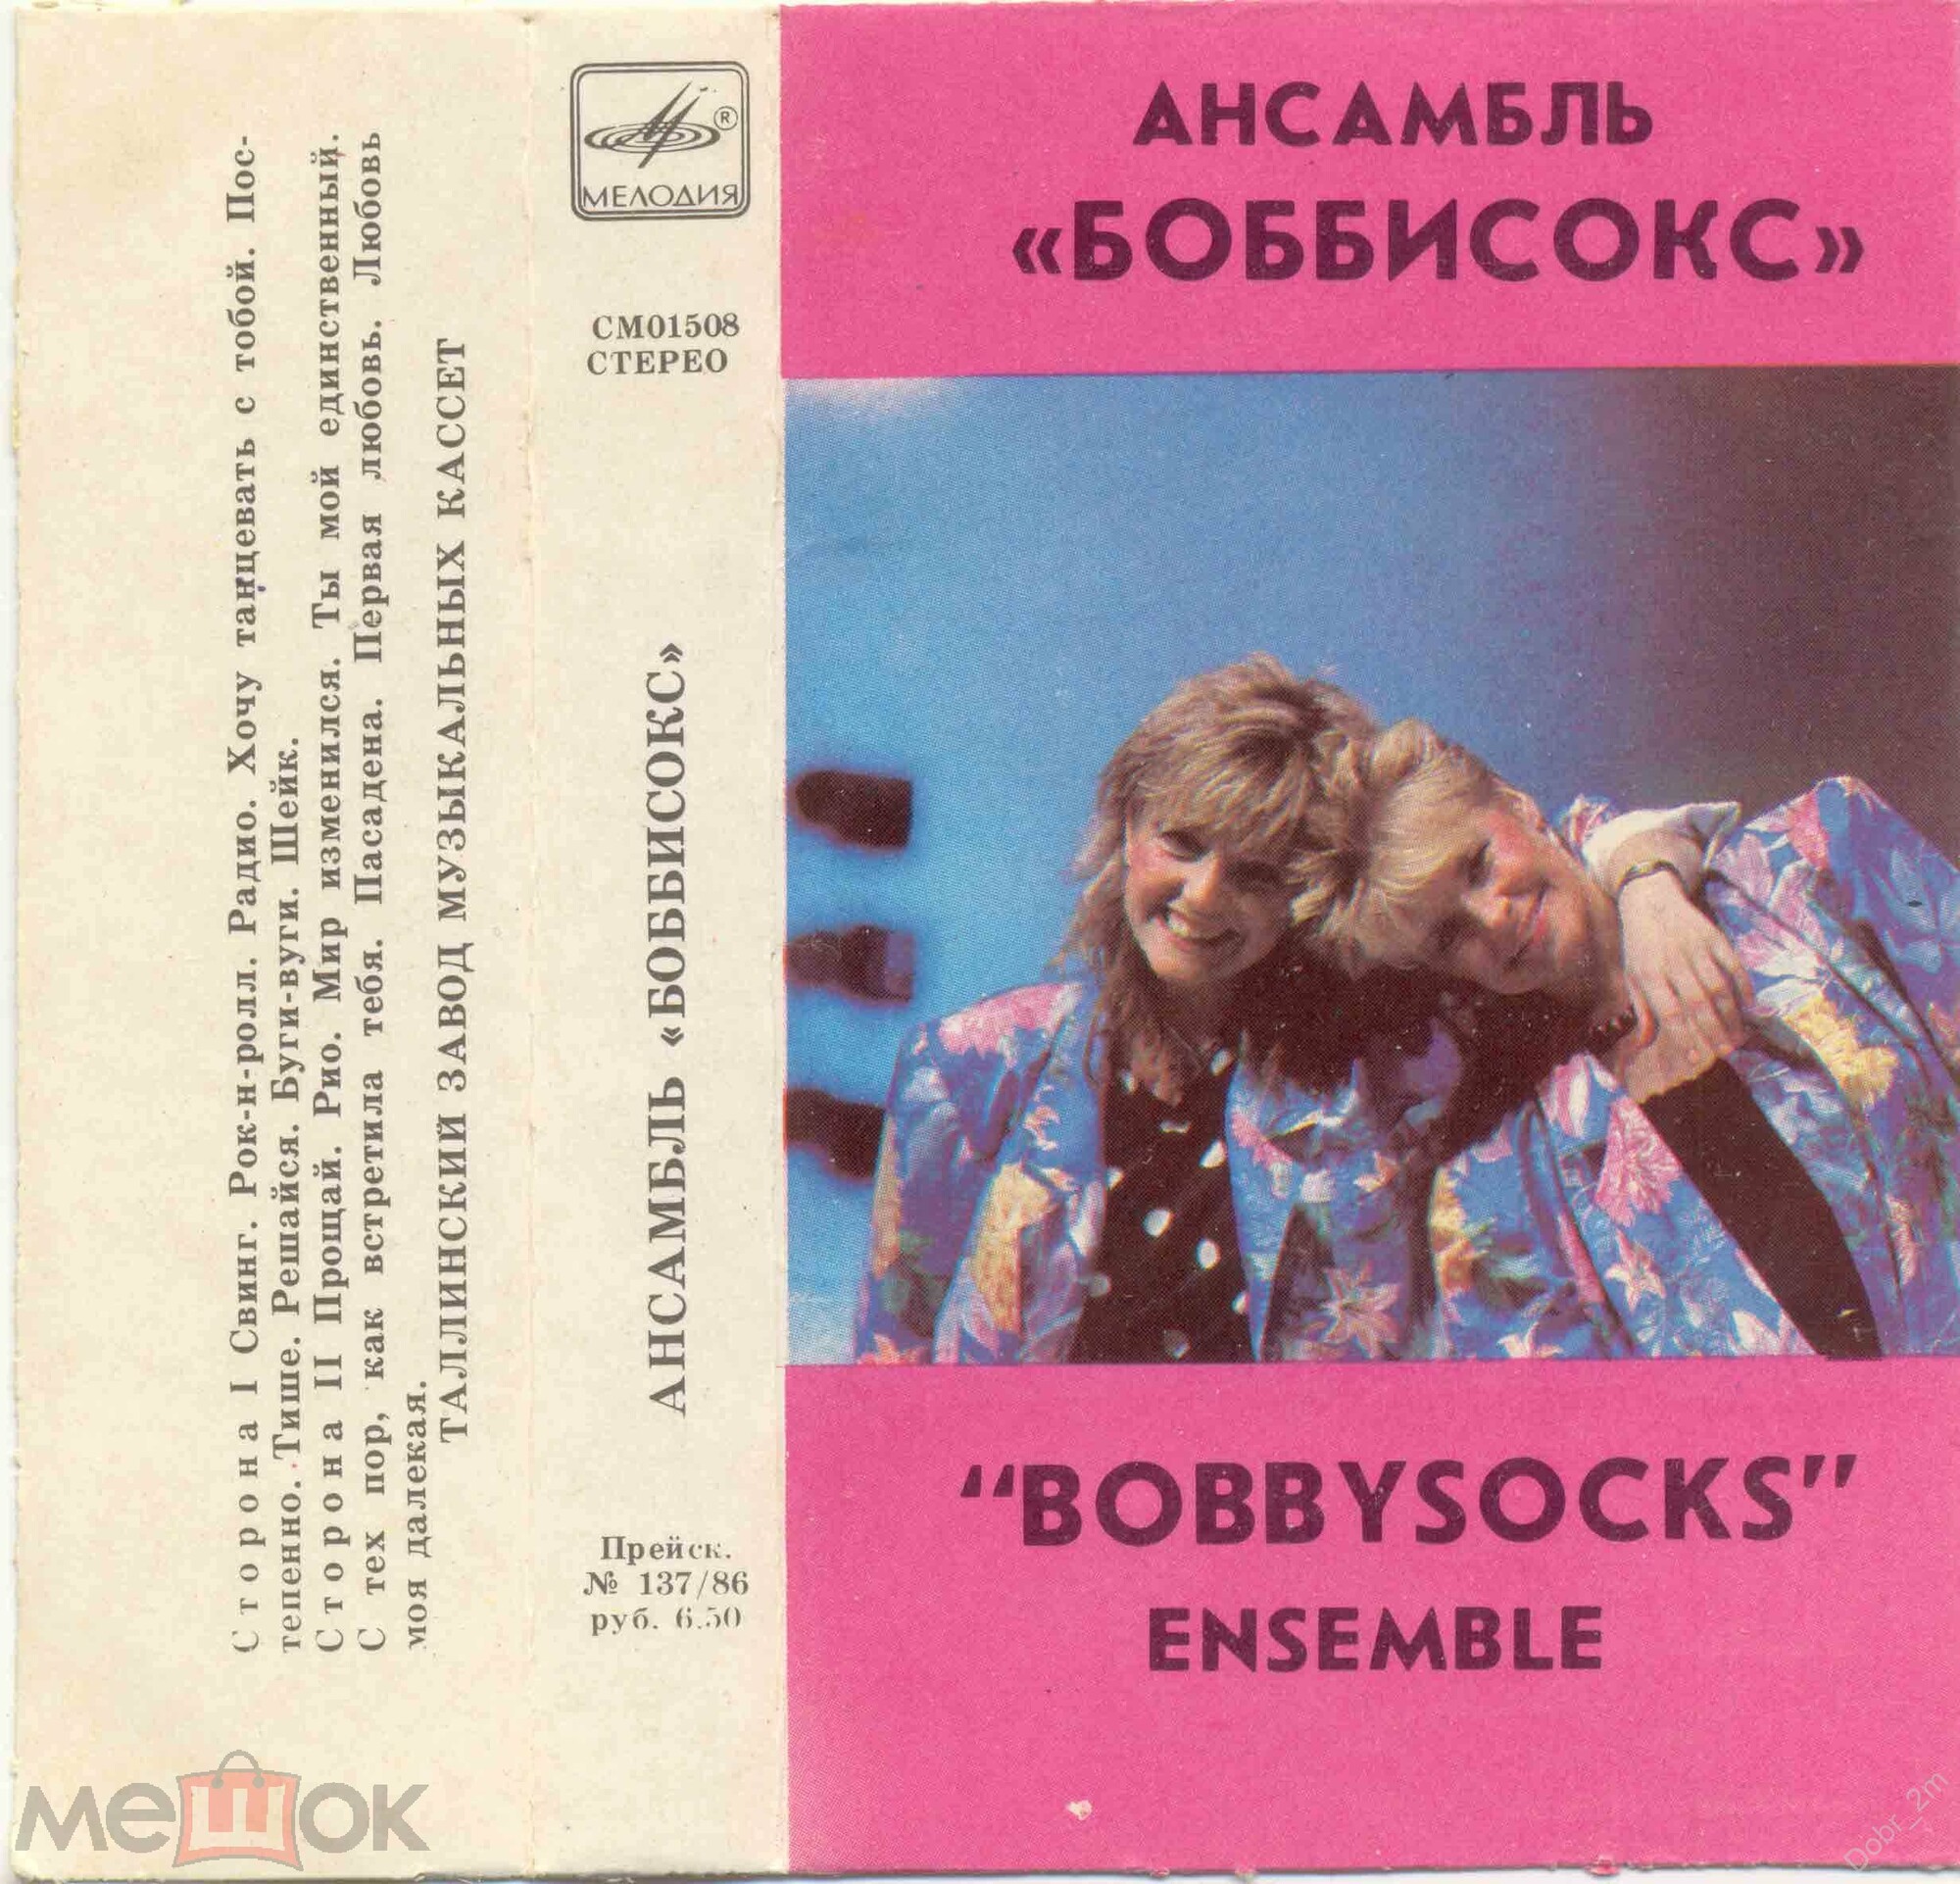 Сторона I Свинг. Рок-н-ролл. Радио. Хочу танцевать с тобой. Пос-
тепенно. Тише. Решайся. Буги-вуги. Шейк.
Сторона II Прощай. Рио. Мир изменился. Ты мой единственный.
С тех пор, как встретила тебя. Пасадена. Первая любовь. Любовь
моя далекая.
ТАЛЛИНСКИЙ ЗАВОД МУЗЫКАЛЬНЫХ КАССЕТ
МЕЛОДИЯ
СМ01508
СТЕРЕО
АНСАМБЛЬ «БОББИСОКС»
Прейск.
№ 137/86
руб. 6.50
АНСАМБЛЬ
«БОББИСОКС»
“BOBBYSOCKS”
ENSEMBLE
мешок
Dobr_2m